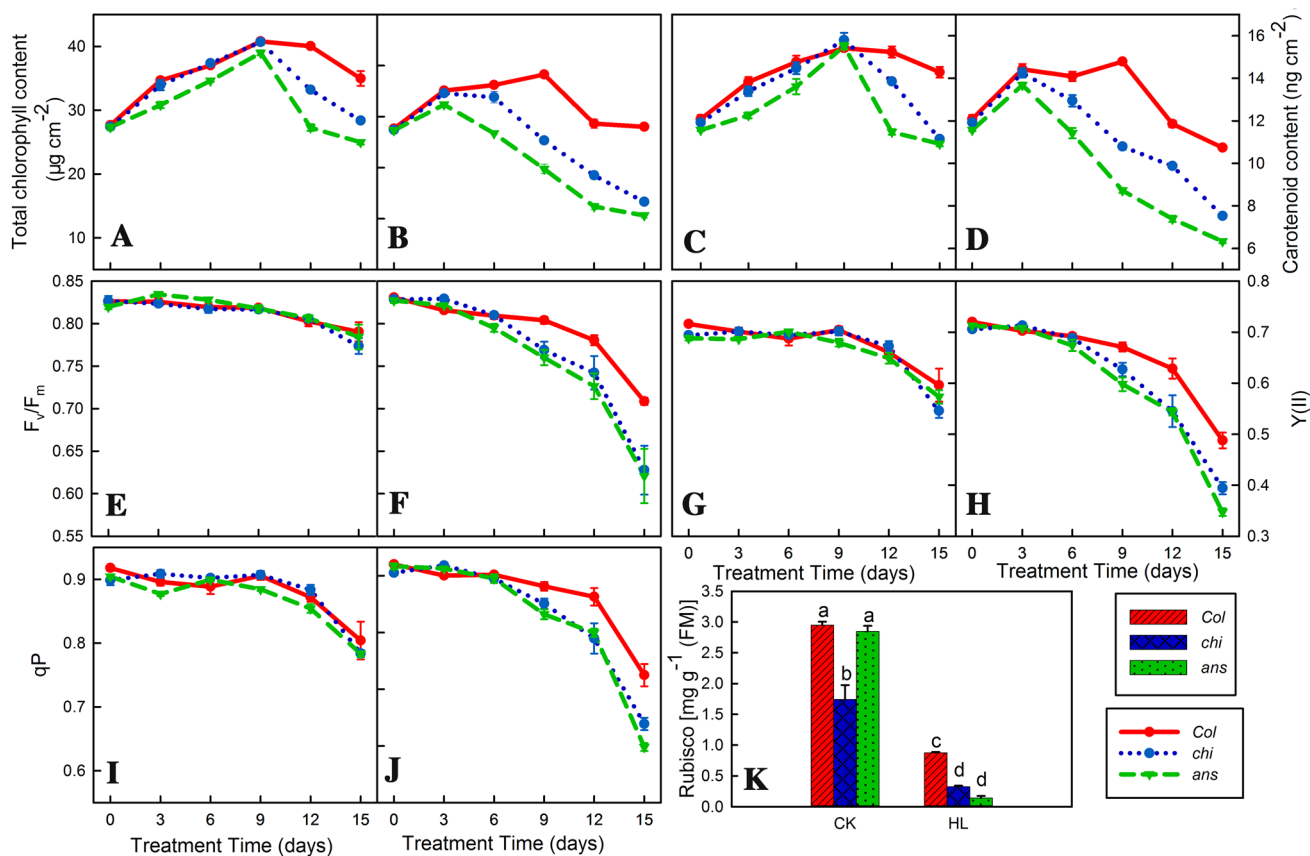 Total chlorophyll content
(µg cm⁻²)
40
30
20
10
A
B
C
D
16
14
12
10
8
6
Carotenoid content (ng cm⁻²)
Fᵥ/Fₘ
0.85
0.80
0.75
0.70
0.65
0.60
0.55
E
F
G
H
0.8
0.7
0.6
0.5
0.4
0.3
Y(II)
0 3 6 9 12 15
0 3 6 9 12 15
Treatment Time (days)
Treatment Time (days)
qP
0.9
0.8
0.7
0.6
I
J
0 3 6 9 12 15
0 3 6 9 12 15
Treatment Time (days)
Treatment Time (days)
Rubisco [mg g⁻¹ (FM)]
3.5
3.0
2.5
2.0
1.5
1.0
0.5
0.0
K
a
b
a
c
d
d
CK
HL
Col
chi
ans
Col
chi
ans